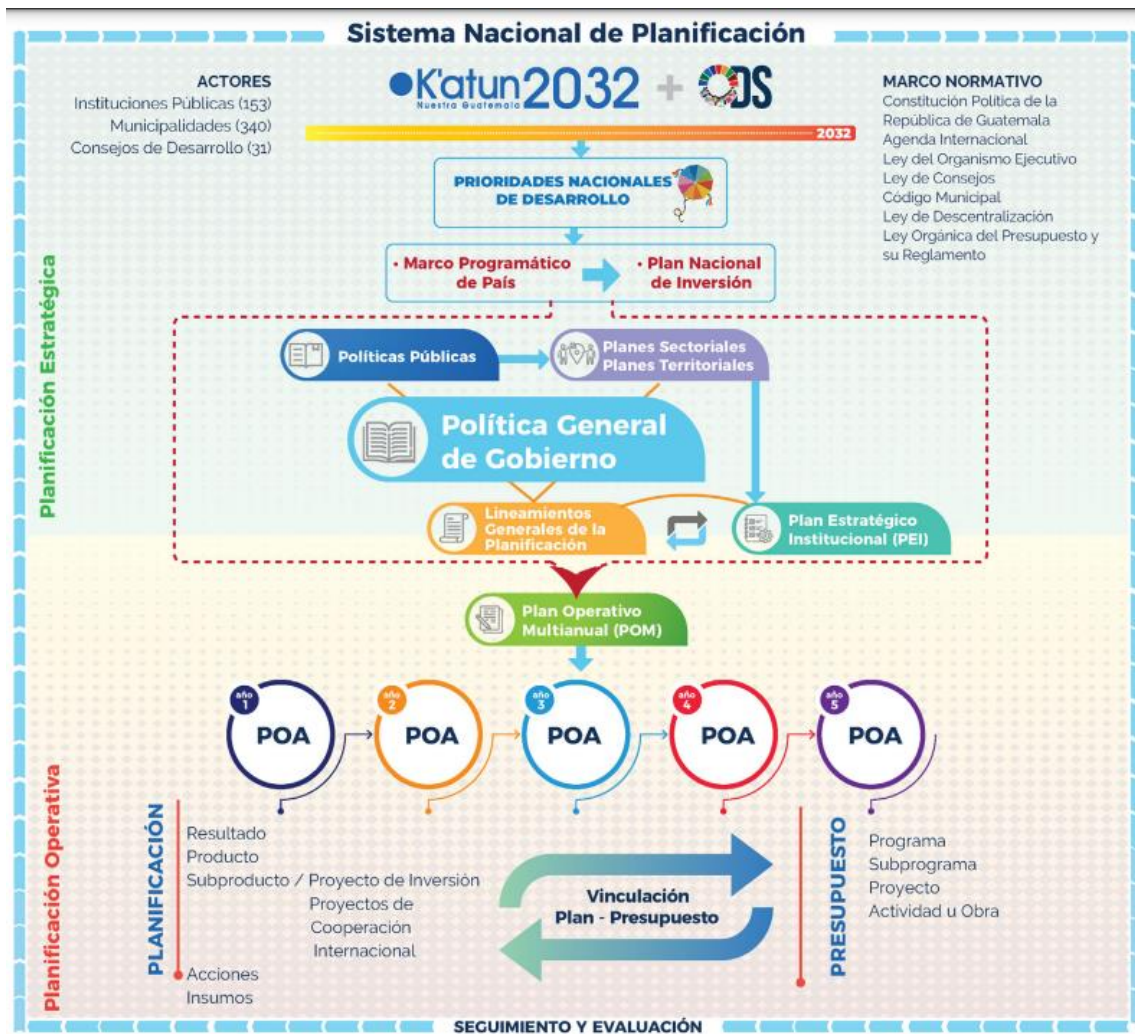 Sistema Nacional de Planificación
ACTORES
Instituciones Públicas (153)
Municipalidades (340)
Consejos de Desarrollo (31)
K'atun2032 + ODS
Nuestra Guatemala
2032
MARCO NORMATIVO
Constitución Política de la
República de Guatemala
Agenda Internacional
Ley del Organismo Ejecutivo
Ley de Consejos
Código Municipal
Ley de Descentralización
Ley Orgánica del Presupuesto y
su Reglamento
PRIORIDADES NACIONALES
DE DESARROLLO
• Marco Programático
de País
• Plan Nacional
de Inversión
Planificación Estratégica
Políticas Públicas
Planes Sectoriales
Planes Territoriales
Política General
de Gobierno
Lineamientos
Generales de la
Planificación
Plan Estratégico
Institucional (PEI)
Plan Operativo
Multianual (POM)
Planificación Operativa
año
1
POA
año
2
POA
año
3
POA
año
4
POA
año
5
POA
PLANIFICACIÓN
Resultado
Producto
Subproducto / Proyecto de Inversión
Proyectos de
Cooperación
Internacional
Acciones
Insumos
Vinculación
Plan - Presupuesto
PRESUPUESTO
Programa
Subprograma
Proyecto
Actividad u Obra
SEGUIMIENTO Y EVALUACIÓN